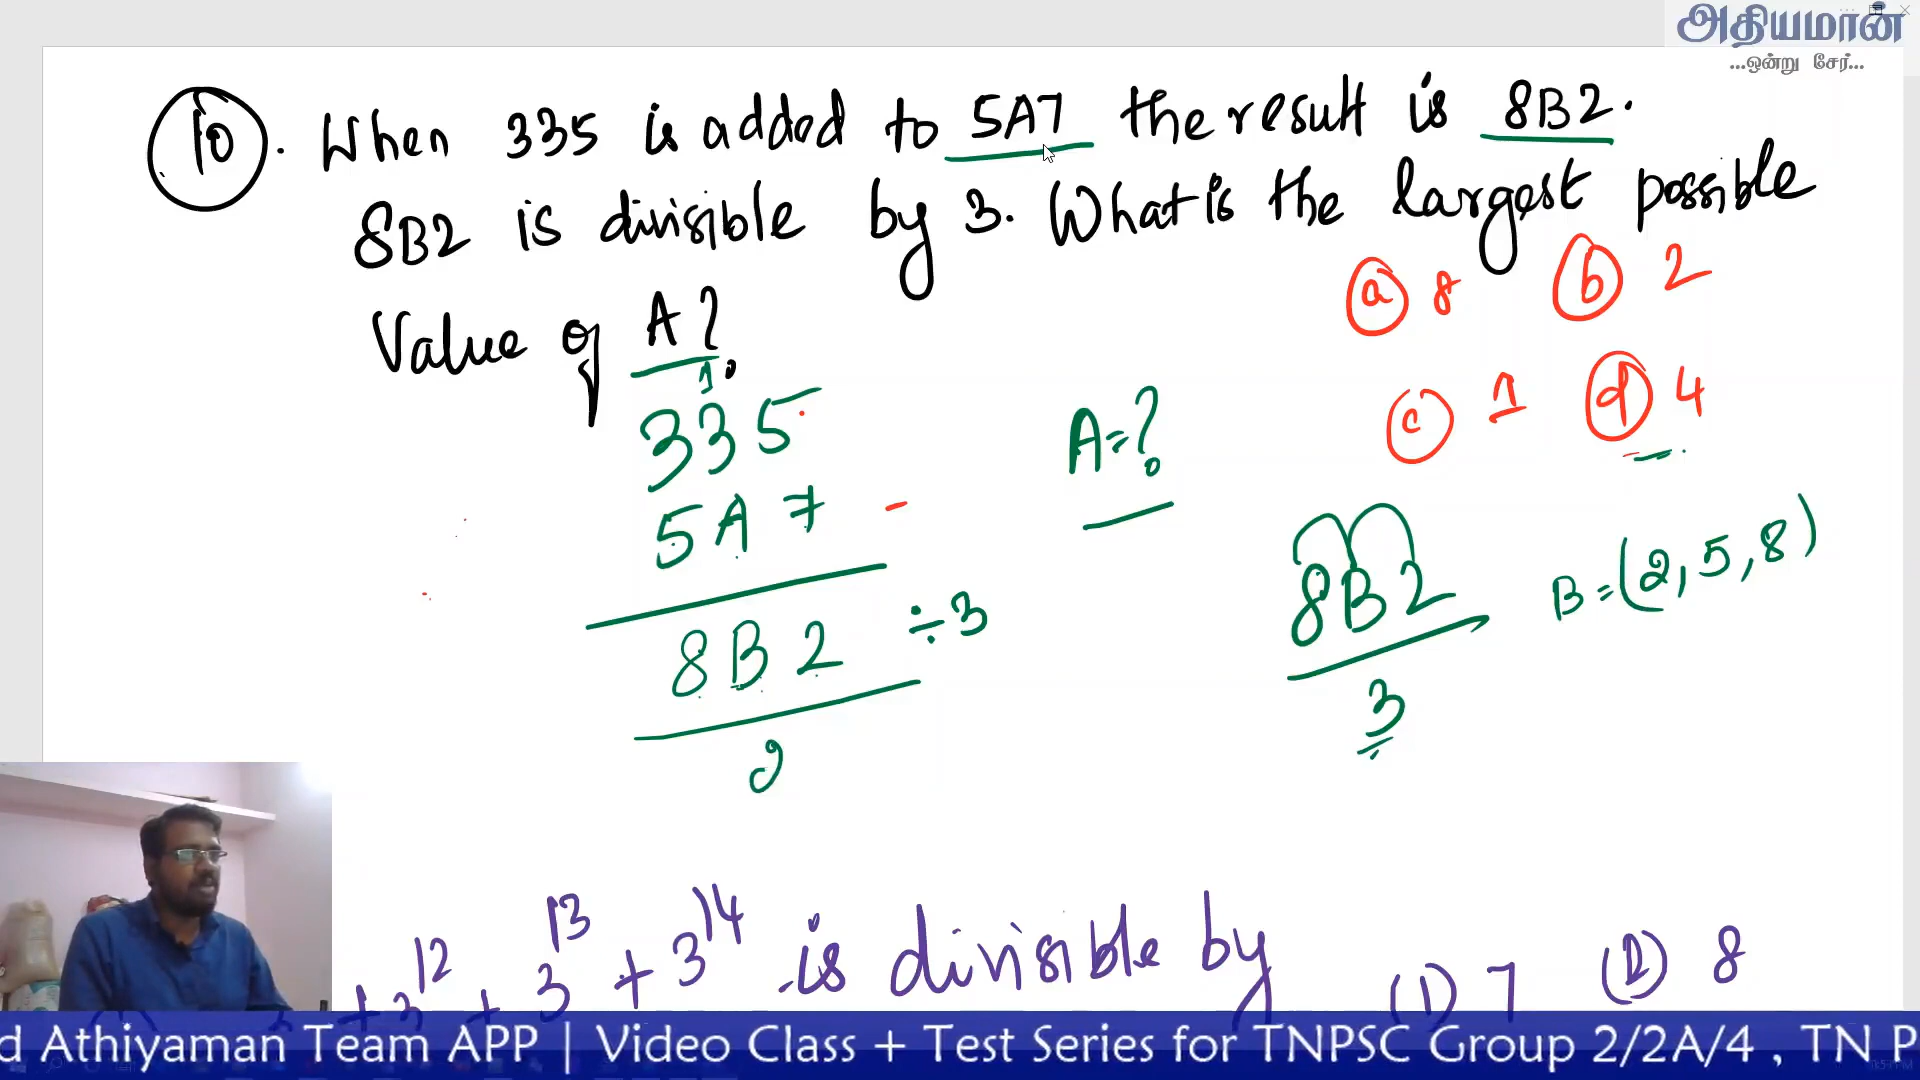 அதியமான்
...ஒன்று சேர்...
10. When 335 is added to 5A7 the result is 8B2.
8B2 is divisible by 3. What is the largest possible
Value of A?
a 8 b 2
c 1 d 4
1
335
5A7
8B2 ÷3
A=?
8B2
3
B=(2,5,8)
12 + 3 13 + 3 14 is divisible by
(1) 7 (2) 8
d Athiyaman Team APP | Video Class + Test Series for TNPSC Group 2/2A/4 , TN P